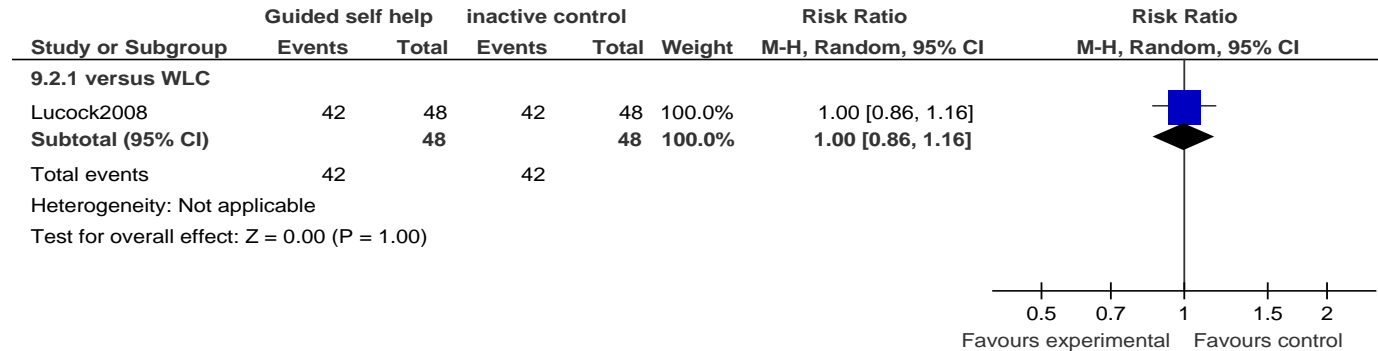 Guided self help inactive control Risk Ratio Risk Ratio
Study or Subgroup Events Total Events Total Weight M-H, Random, 95% CI M-H, Random, 95% CI
9.2.1 versus WLC
Lucock2008 42 48 42 48 100.0% 1.00 [0.86, 1.16]
Subtotal (95% CI) 48 48 100.0% 1.00 [0.86, 1.16]
Total events 42 42
Heterogeneity: Not applicable
Test for overall effect: Z = 0.00 (P = 1.00)
0.5 0.7 1 1.5 2
Favours experimental Favours control